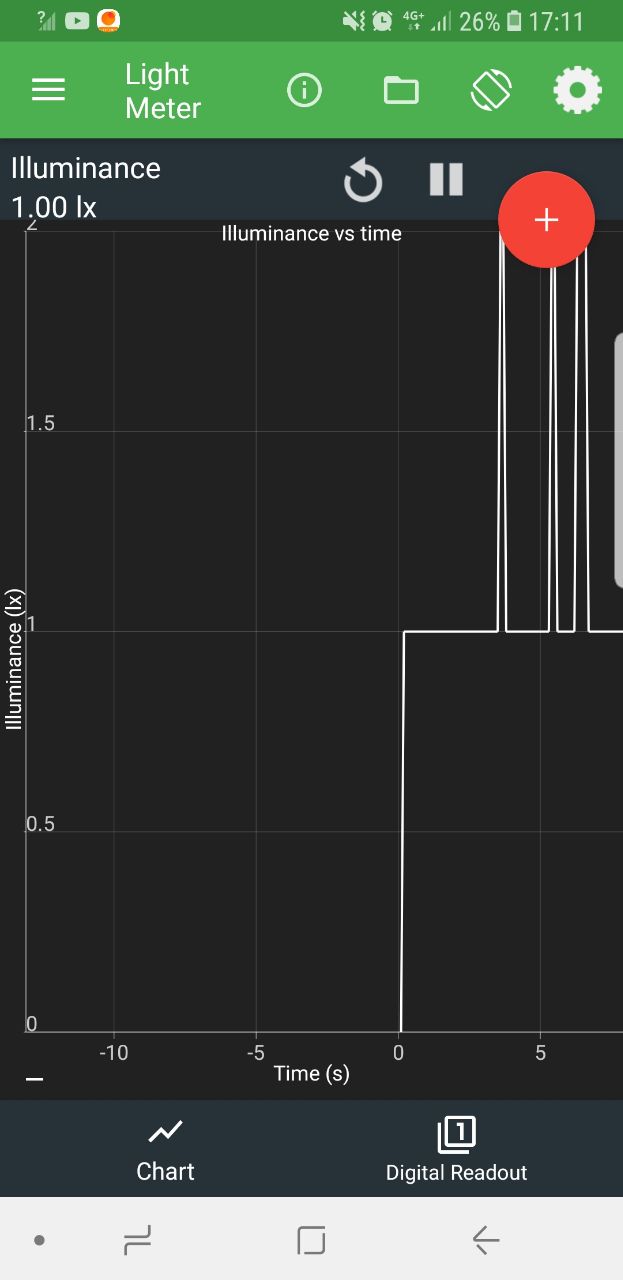 ? 4G+ 26% 17:11
Light
Meter
Illuminance
1.00 lx
Illuminance vs time
2
1.5
1
0.5
0
Illuminance (lx)
-10 -5 0 5
Time (s)
1
Chart Digital Readout